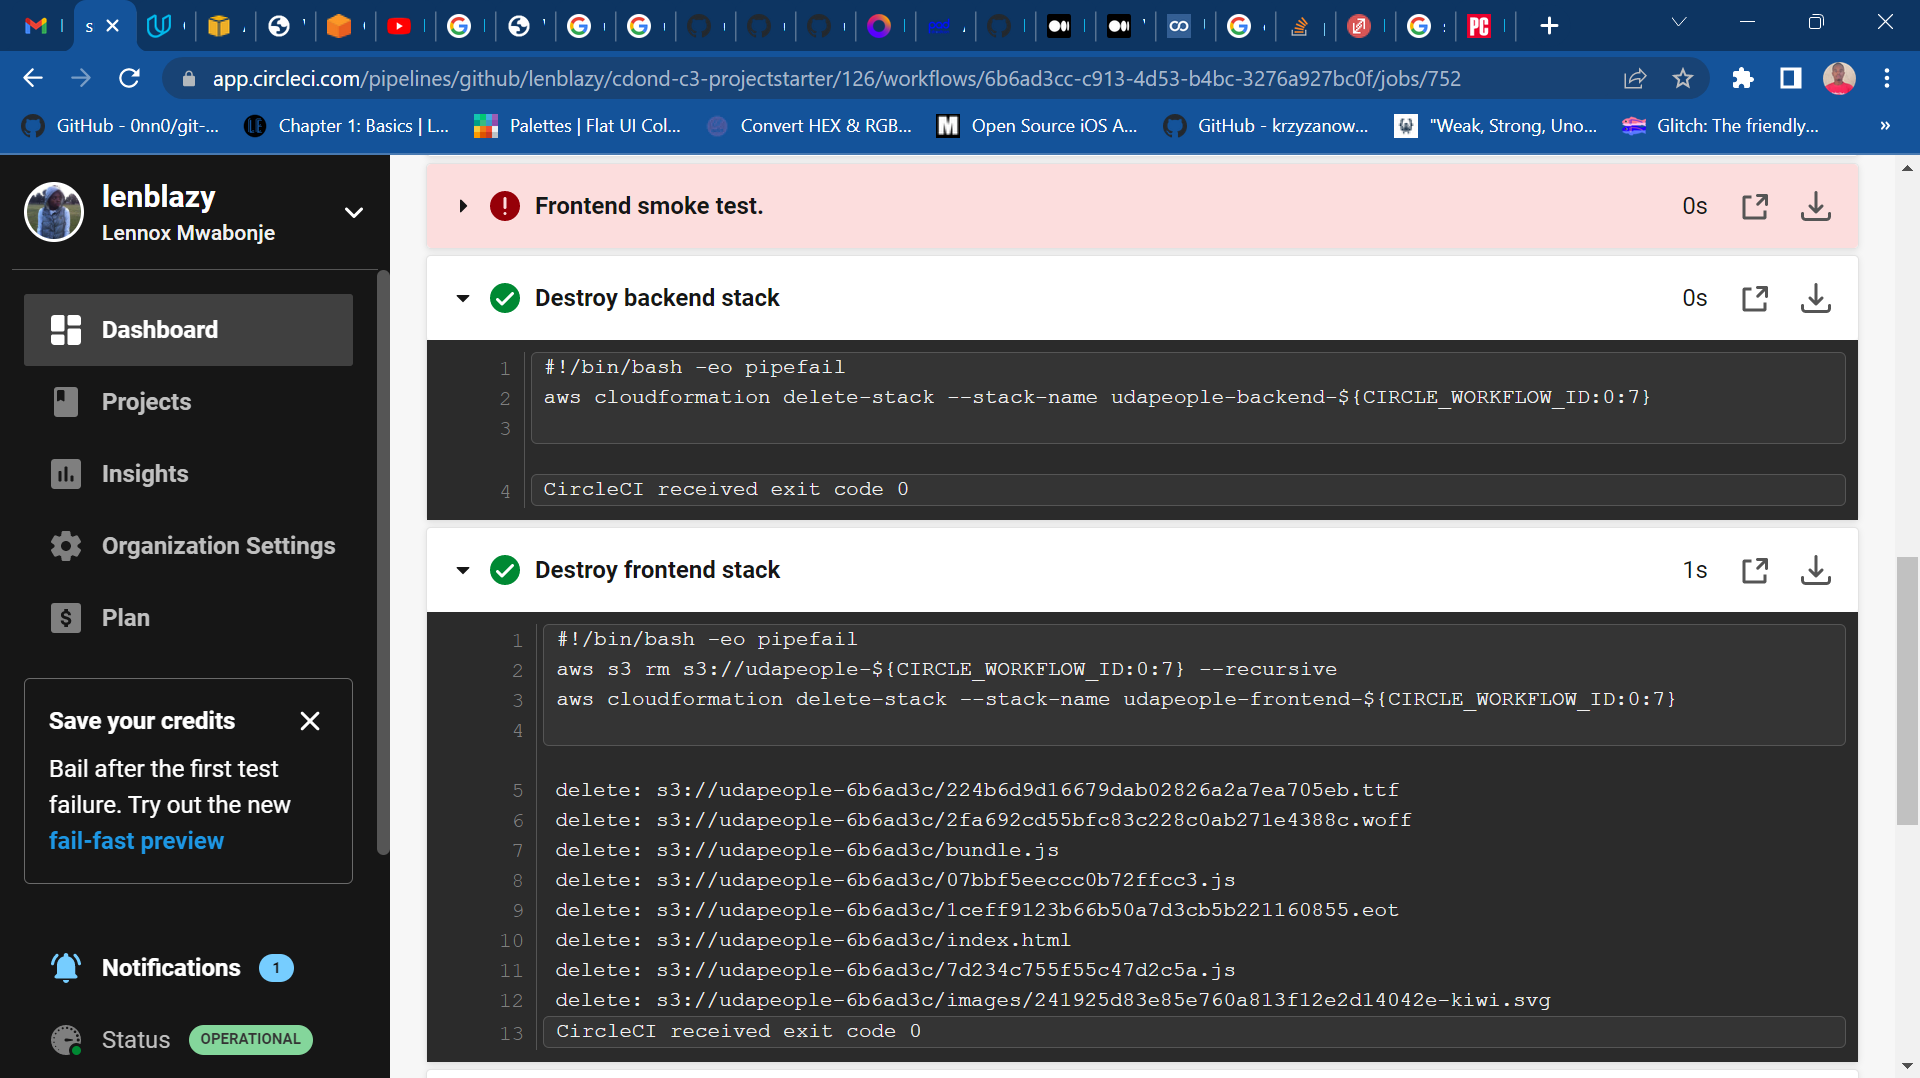 app.circleci.com/pipelines/github/lenblazy/cdond-c3-projectstarter/126/workflows/6b6ad3cc-c913-4d53-b4bc-3276a927bc0f/jobs/752
GitHub - 0nn0/git-...
Chapter 1: Basics | L...
Palettes | Flat UI Col...
Convert HEX & RGB...
Open Source iOS A...
GitHub - krzyzanow...
"Weak, Strong, Uno...
Glitch: The friendly...
»
lenblazy
Lennox Mwabonje
Dashboard
Projects
Insights
Organization Settings
Plan
Save your credits
Bail after the first test
failure. Try out the new
fail-fast preview
Notifications 1
Status OPERATIONAL
Frontend smoke test. 0s
Destroy backend stack 0s
1 #!/bin/bash -eo pipefail
2 aws cloudformation delete-stack --stack-name udapeople-backend-${CIRCLE_WORKFLOW_ID:0:7}
3
4 CircleCI received exit code 0
Destroy frontend stack 1s
1 #!/bin/bash -eo pipefail
2 aws s3 rm s3://udapeople-${CIRCLE_WORKFLOW_ID:0:7} --recursive
3 aws cloudformation delete-stack --stack-name udapeople-frontend-${CIRCLE_WORKFLOW_ID:0:7}
4
5 delete: s3://udapeople-6b6ad3c/224b6d9d16679dab02826a2a7ea705eb.ttf
6 delete: s3://udapeople-6b6ad3c/2fa692cd55bfc83c228c0ab271e4388c.woff
7 delete: s3://udapeople-6b6ad3c/bundle.js
8 delete: s3://udapeople-6b6ad3c/07bbf5eeccc0b72ffcc3.js
9 delete: s3://udapeople-6b6ad3c/1ceff9123b66b50a7d3cb5b221160855.eot
10 delete: s3://udapeople-6b6ad3c/index.html
11 delete: s3://udapeople-6b6ad3c/7d234c755f55c47d2c5a.js
12 delete: s3://udapeople-6b6ad3c/images/241925d83e85e760a813f12e2d14042e-kiwi.svg
13 CircleCI received exit code 0